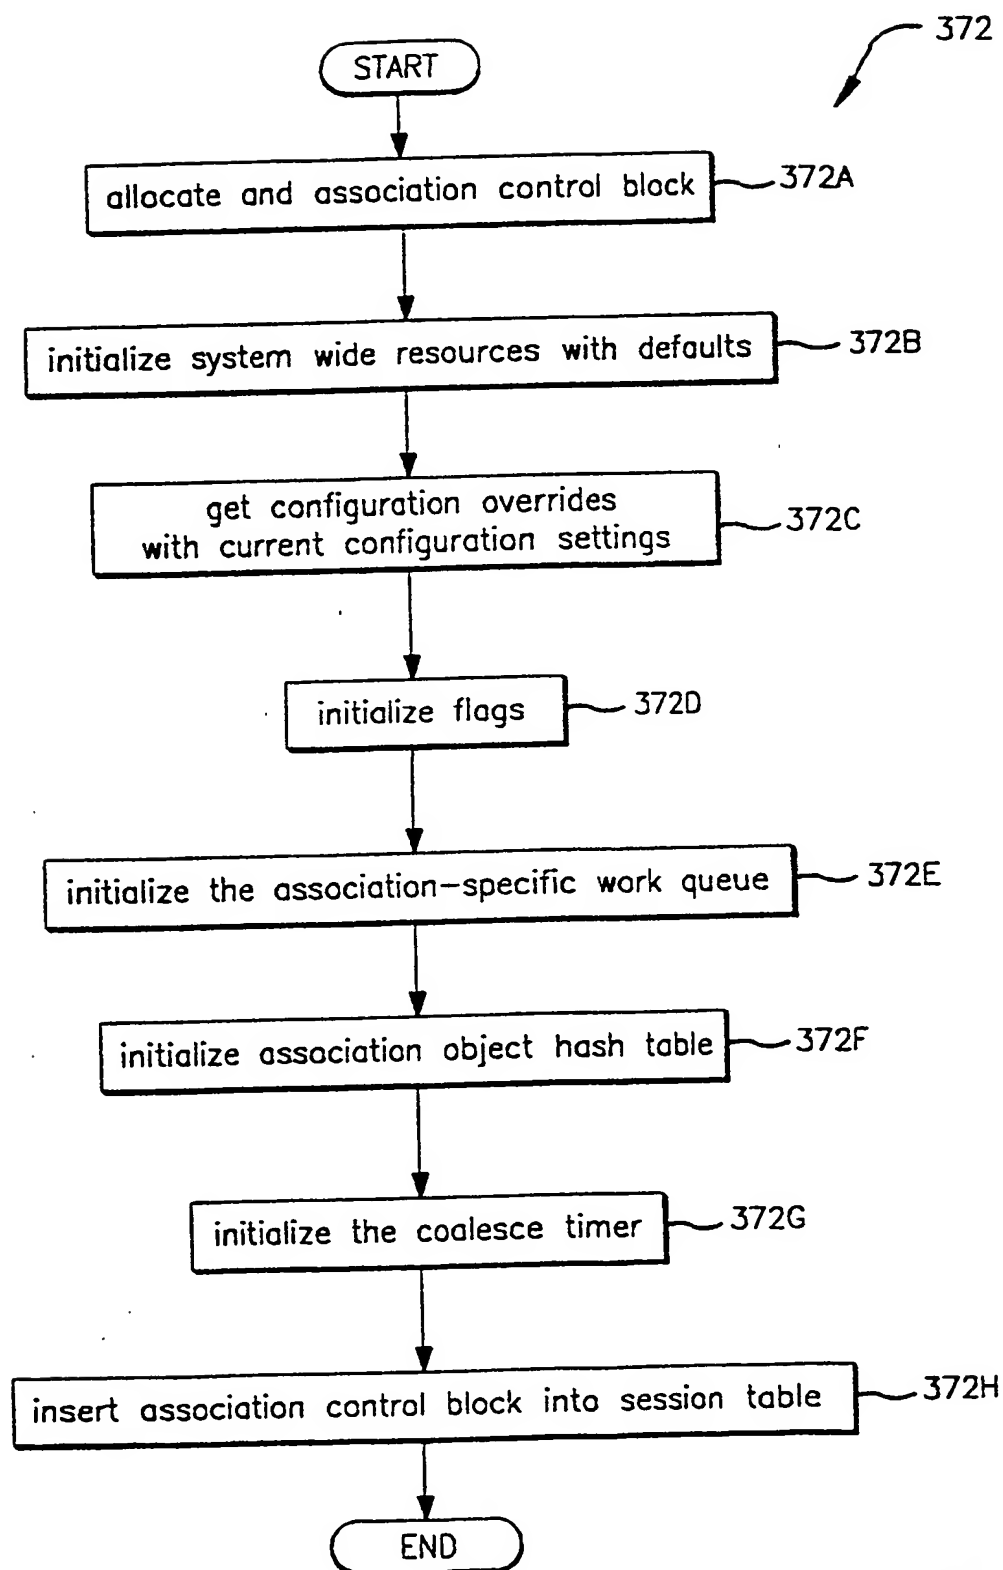 372
START
allocate and association control block
372A
initialize system wide resources with defaults
372B
get configuration overrides
with current configuration settings
372C
initialize flags
372D
initialize the association-specific work queue
372E
initialize association object hash table
372F
initialize the coalesce timer
372G
insert association control block into session table
372H
END